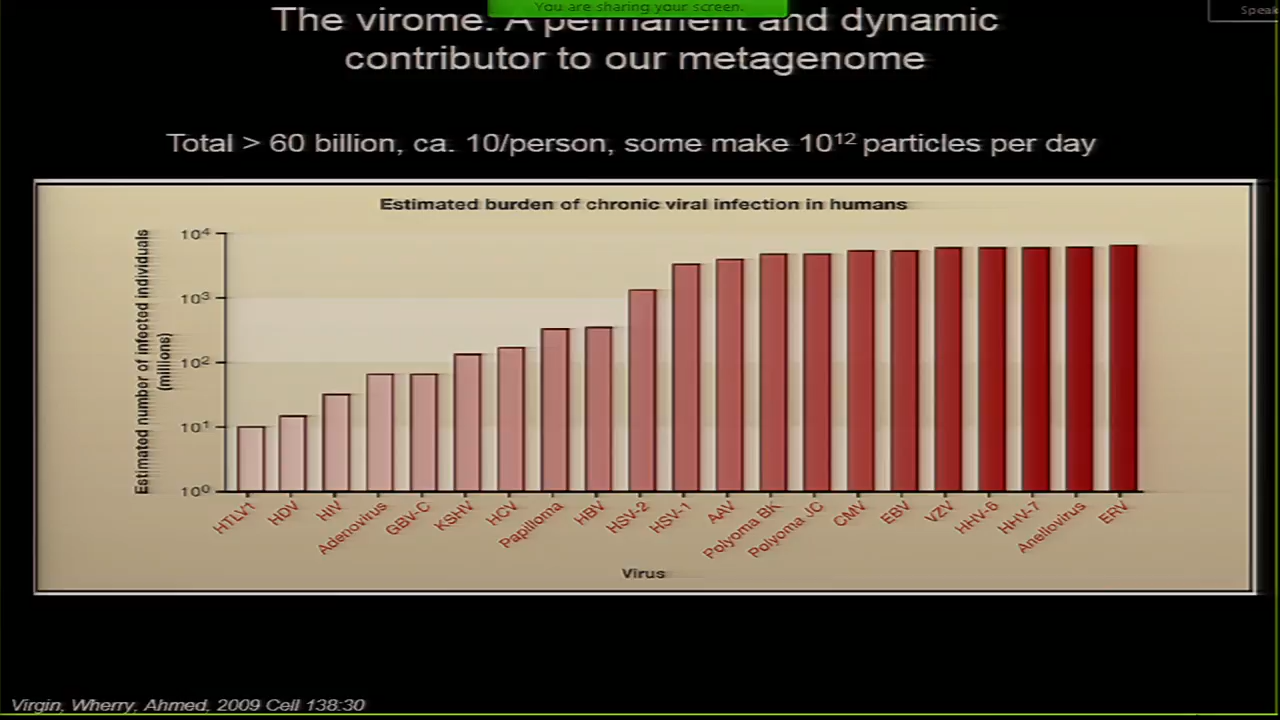 You are sharing your screen.
Speak
The virome. A permanent and dynamic
contributor to our metagenome
Total > 60 billion, ca. 10/person, some make 10¹² particles per day
Estimated burden of chronic viral infection in humans
Estimated number of infected individuals
(millions)
10⁴
10³
10²
10¹
10⁰
HTLV1 HDV HIV Adenovirus GBV-C KSHV HCV Papilloma HBV HSV-2 HSV-1 AAV Polyoma BK Polyoma JC CMV EBV VZV HHV-6 HHV-7 Anellovirus ERV
Virus
Virgin, Wherry, Ahmed, 2009 Cell 138:30